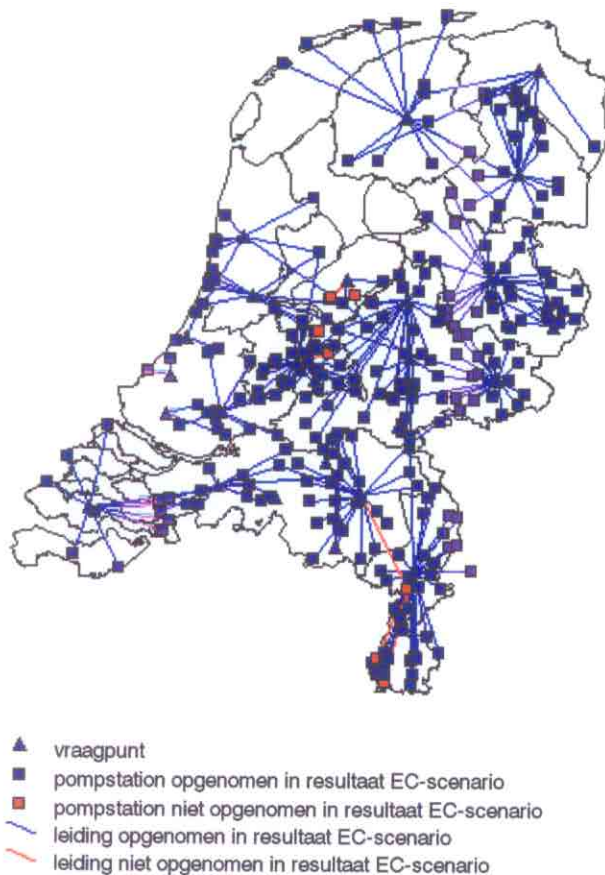 vraagpunt
pompstation opgenomen in resultaat EC-scenario
pompstation niet opgenomen in resultaat EC-scenario
leiding opgenomen in resultaat EC-scenario
leiding niet opgenomen in resultaat EC-scenario